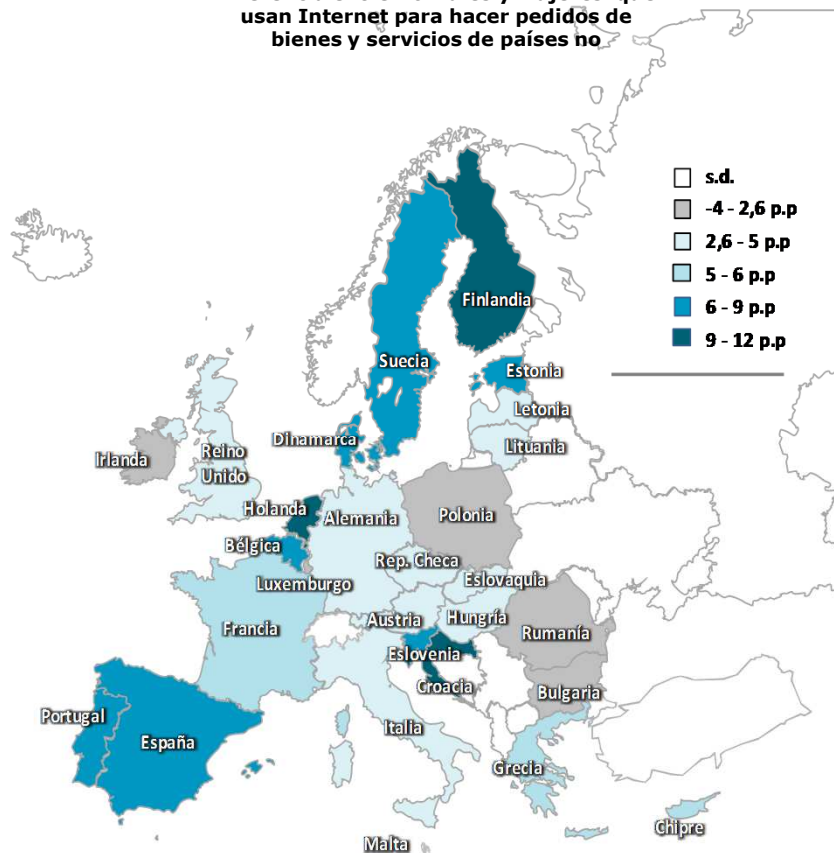 usan Internet para hacer pedidos de
bienes y servicios de países no
s.d.
-4 - 2,6 p.p
2,6 - 5 p.p
5 - 6 p.p
6 - 9 p.p
9 - 12 p.p
Finlandia
Suecia
Estonia
Letonia
Dinamarca
Lituania
Irlanda
Reino
Unido
Holanda
Alemania
Polonia
Bélgica
Rep. Checa
Luxemburgo
Eslovaquia
Austria
Hungría
Francia
Rumanía
Eslovenia
Croacia
Bulgaria
Portugal
España
Italia
Grecia
Chipre
Malta